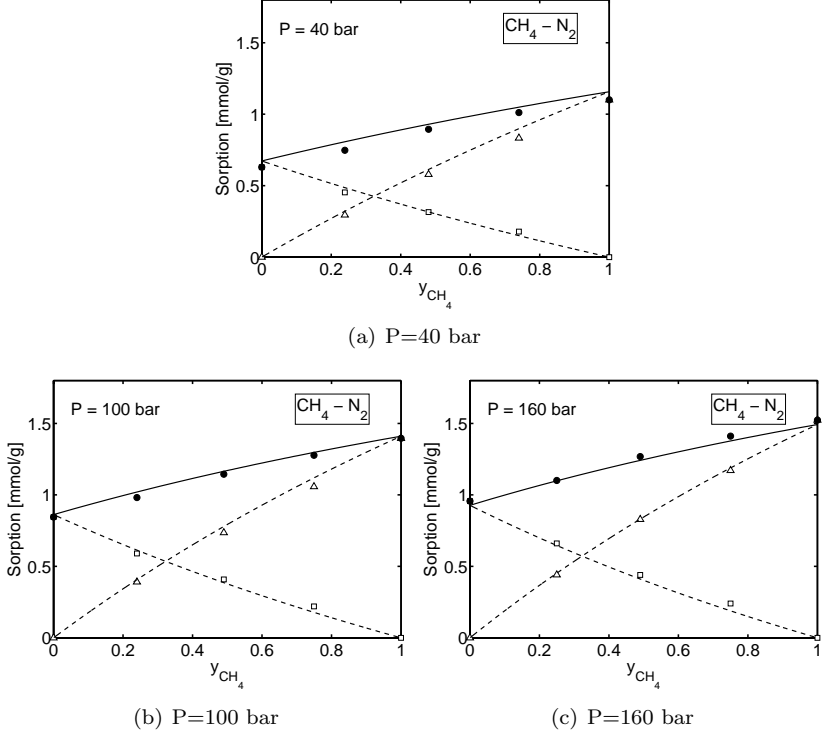 P = 40 bar
CH4 – N2
1.5
1
0.5
0
Sorption [mmol/g]
0 0.2 0.4 0.6 0.8 1
yCH4
(a) P=40 bar
P = 100 bar
CH4 – N2
1.5
1
0.5
0
Sorption [mmol/g]
0 0.2 0.4 0.6 0.8 1
yCH4
(b) P=100 bar
P = 160 bar
CH4 – N2
1.5
1
0.5
0
Sorption [mmol/g]
0 0.2 0.4 0.6 0.8 1
yCH4
(c) P=160 bar